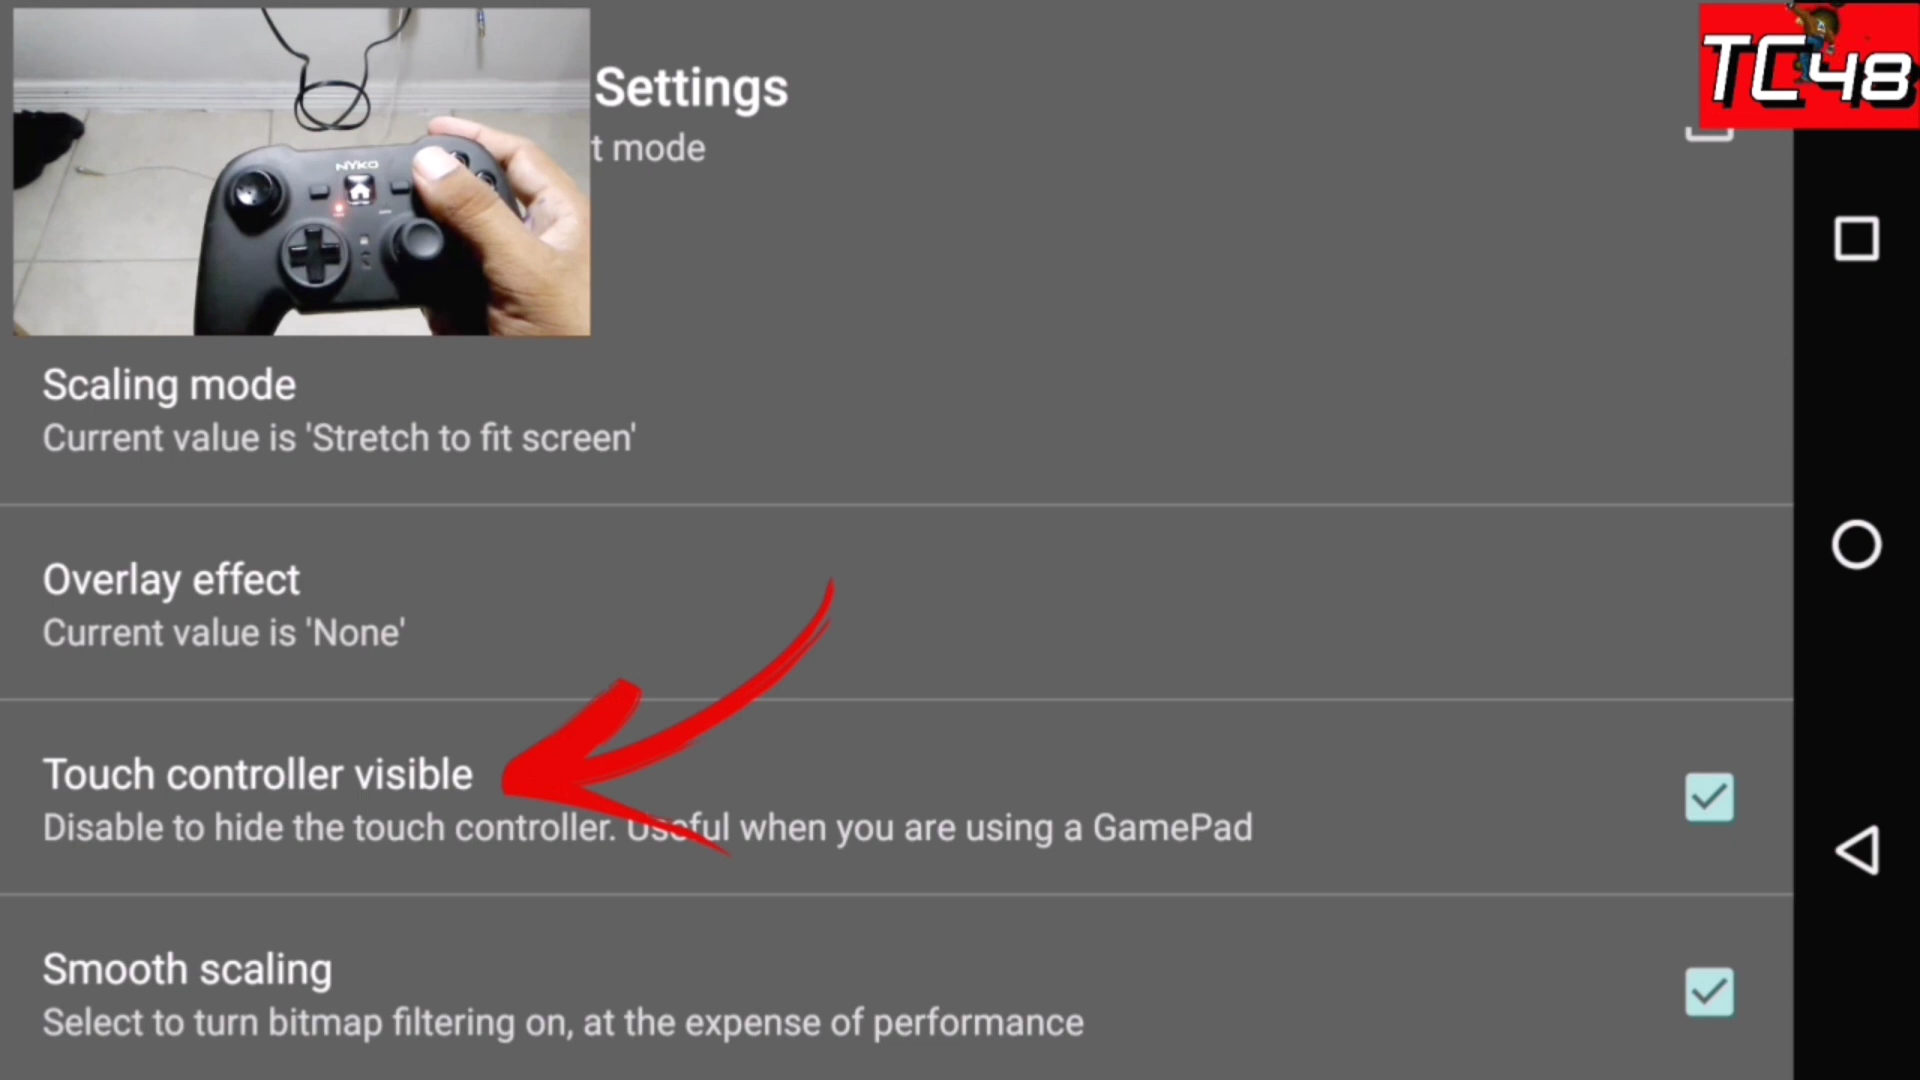 Settings
t mode
TC48
NYKO
Scaling mode
Current value is 'Stretch to fit screen'
Overlay effect
Current value is 'None'
Touch controller visible
Disable to hide the touch controller. Useful when you are using a GamePad
Smooth scaling
Select to turn bitmap filtering on, at the expense of performance